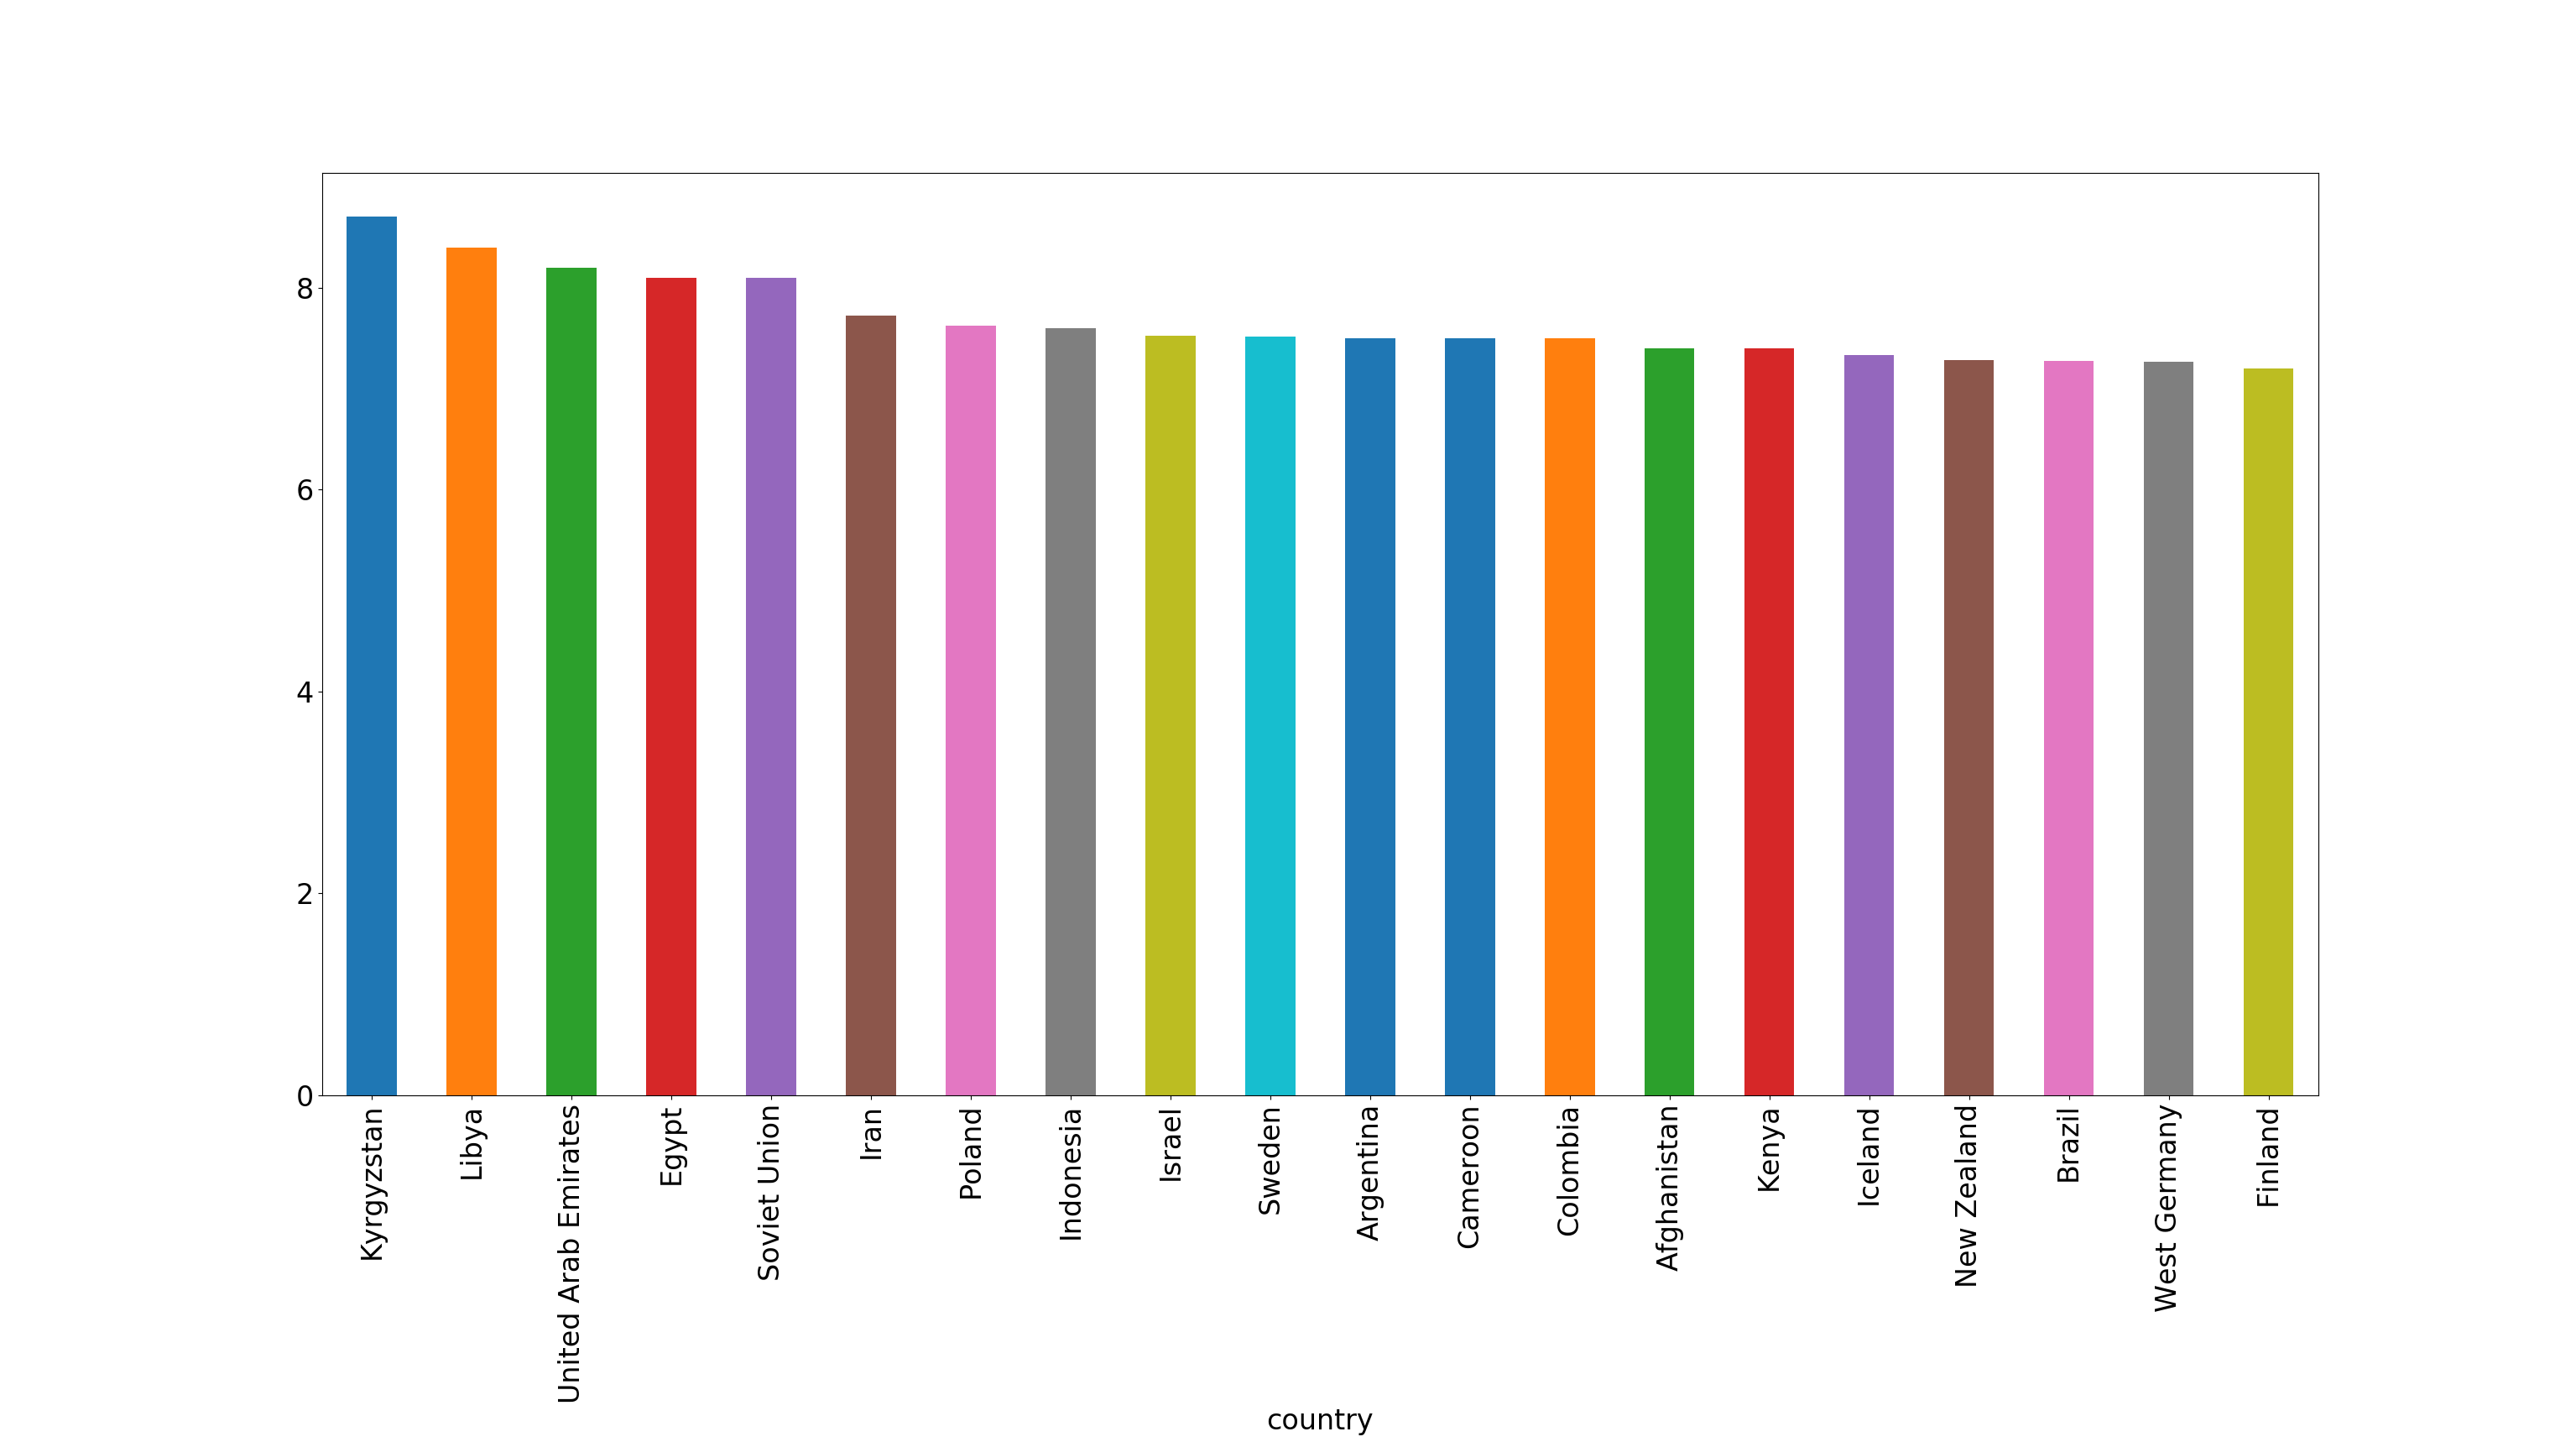 8
6
4
2
0
Kyrgyzstan
Libya
United Arab Emirates
Egypt
Soviet Union
Iran
Poland
Indonesia
Israel
Sweden
Argentina
Cameroon
Colombia
Afghanistan
Kenya
Iceland
New Zealand
Brazil
West Germany
Finland
country